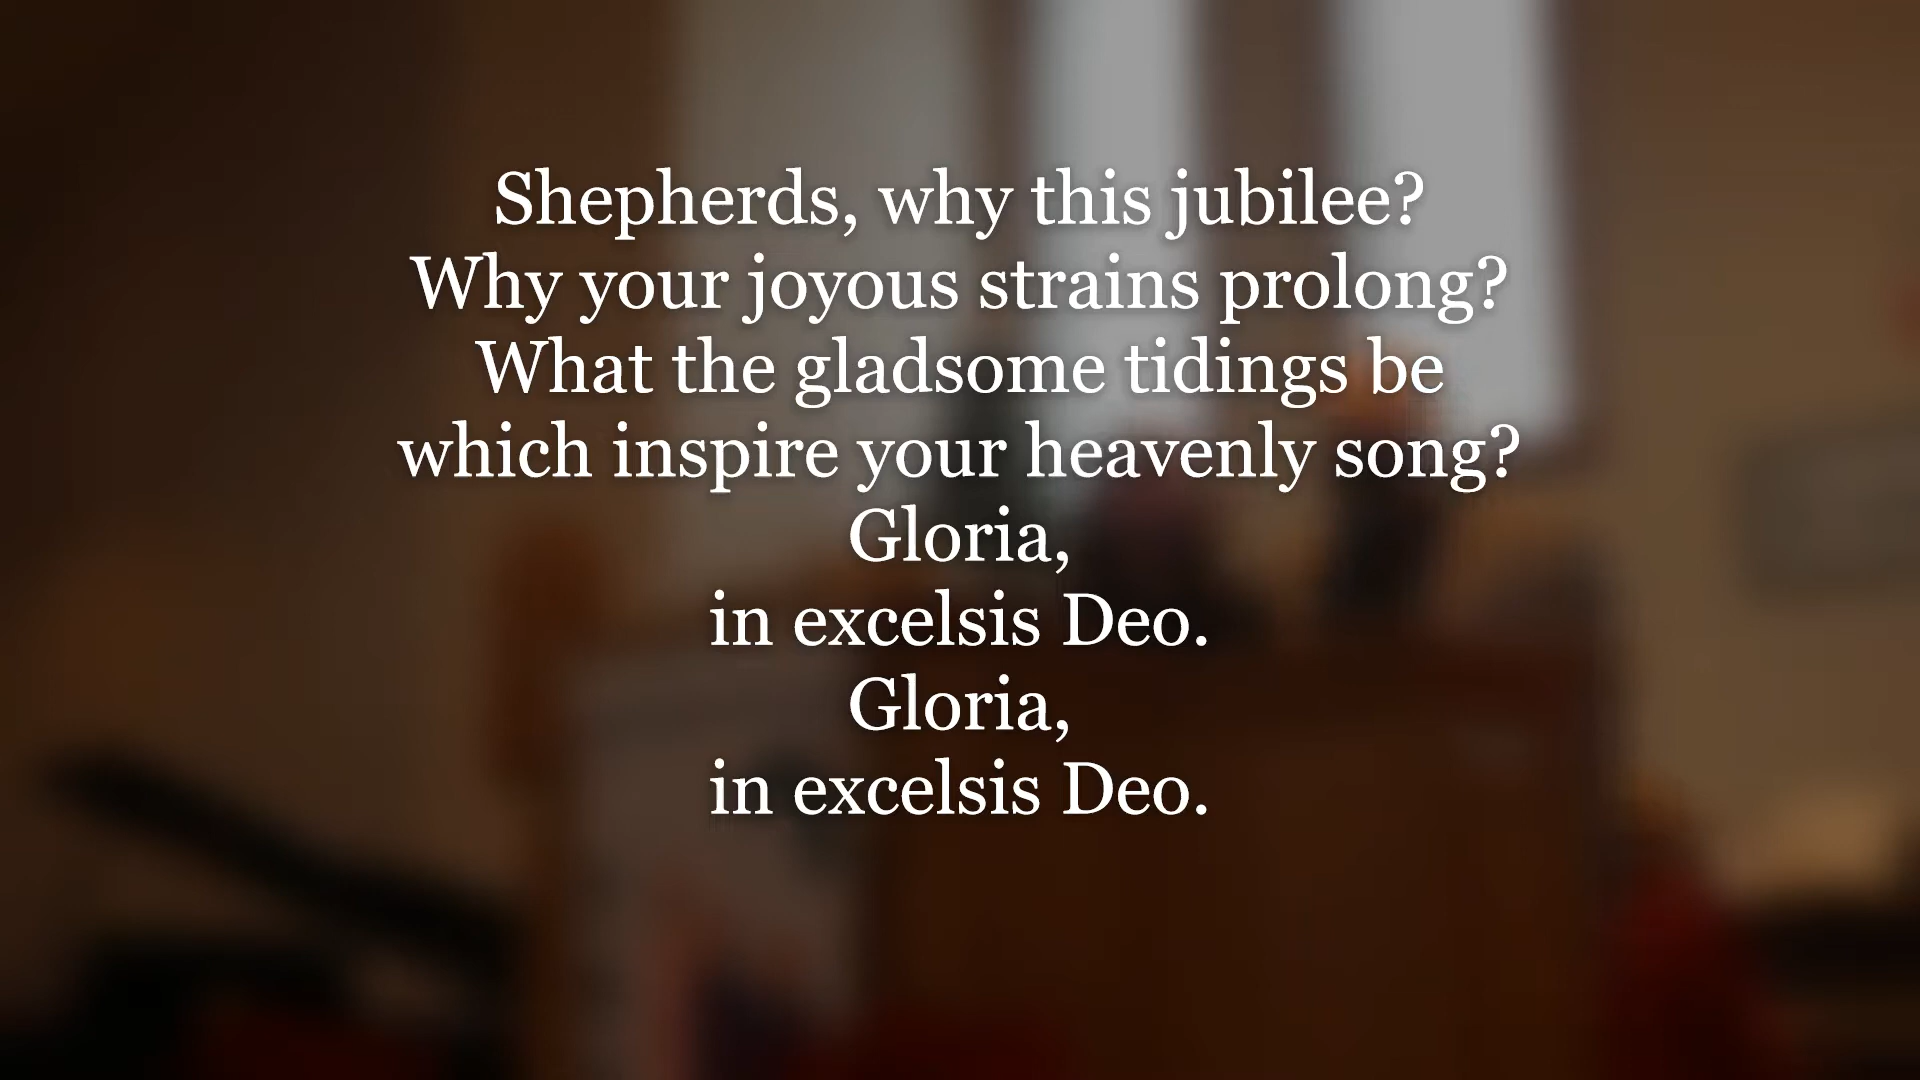 Shepherds, why this jubilee?
Why your joyous strains prolong?
What the gladsome tidings be
which inspire your heavenly song?
Gloria,
in excelsis Deo.
Gloria,
in excelsis Deo.